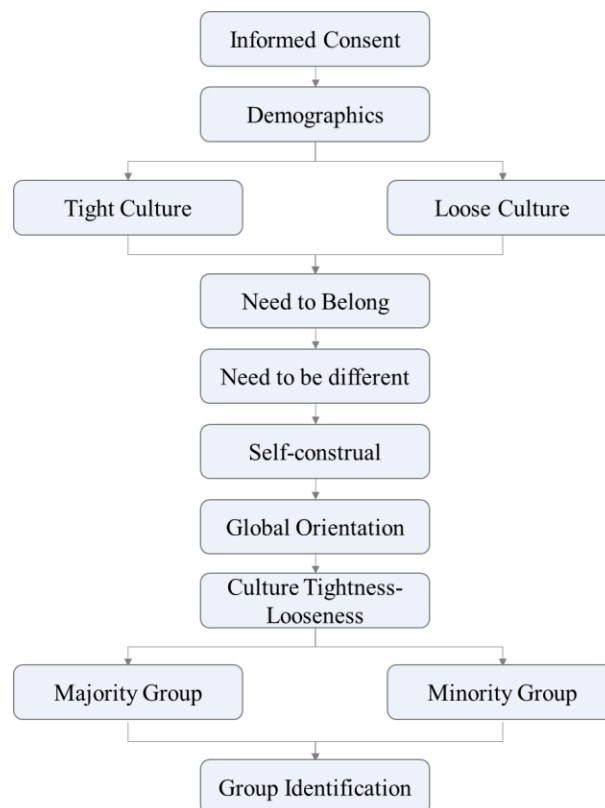 Informed Consent
Demographics
Tight Culture
Loose Culture
Need to Belong
Need to be different
Self-construal
Global Orientation
Culture Tightness-
Looseness
Majority Group
Minority Group
Group Identification